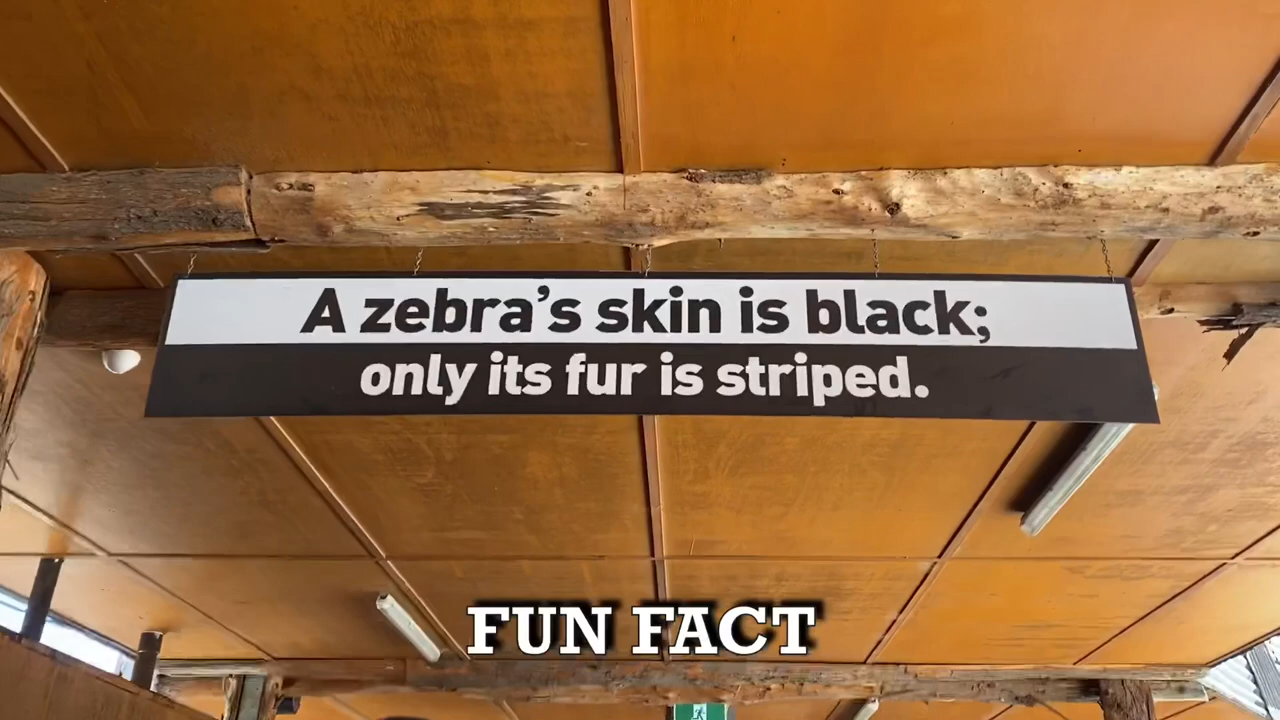 A zebra’s skin is black;
only its fur is striped.
FUN FACT